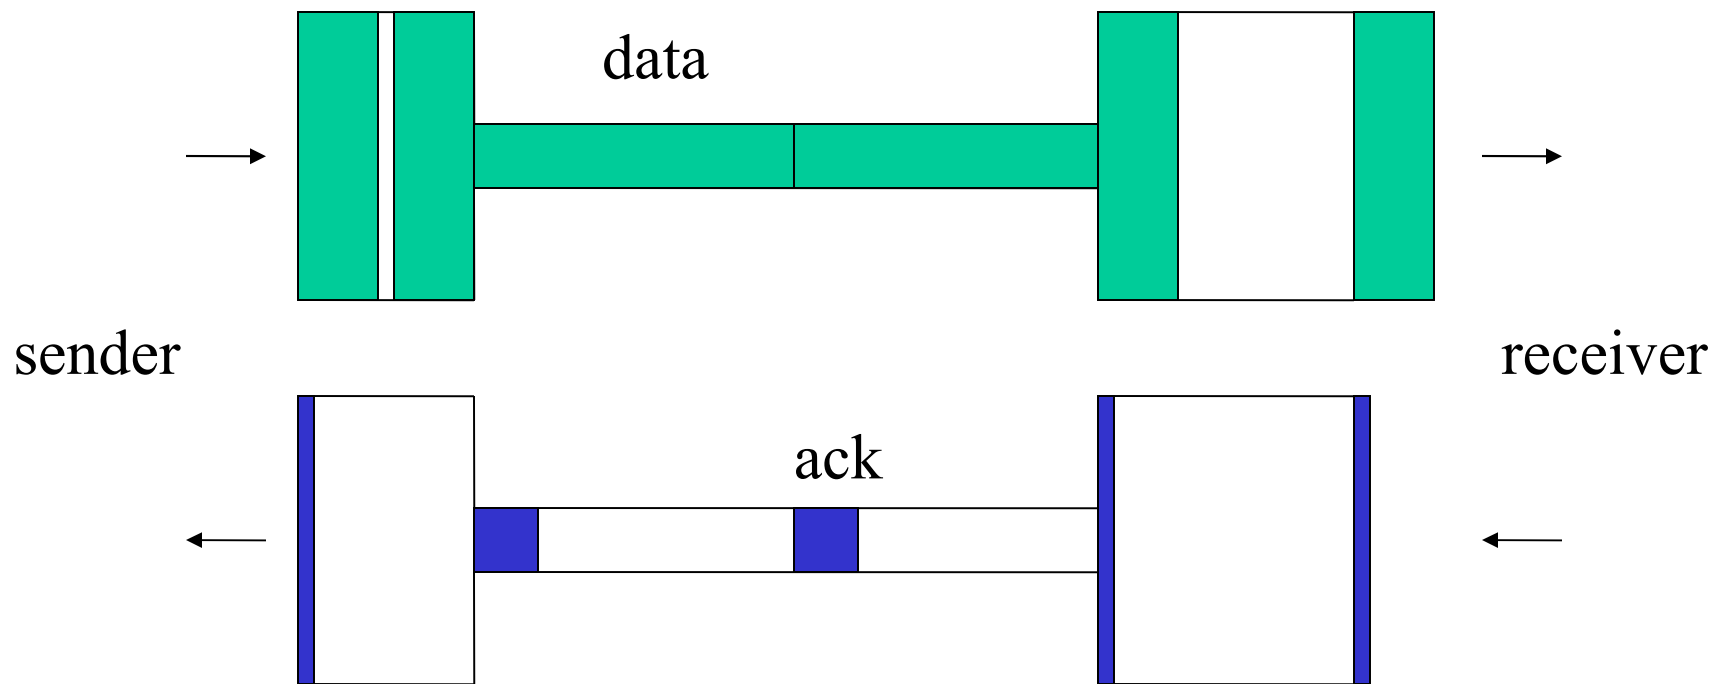 data
sender
receiver
ack